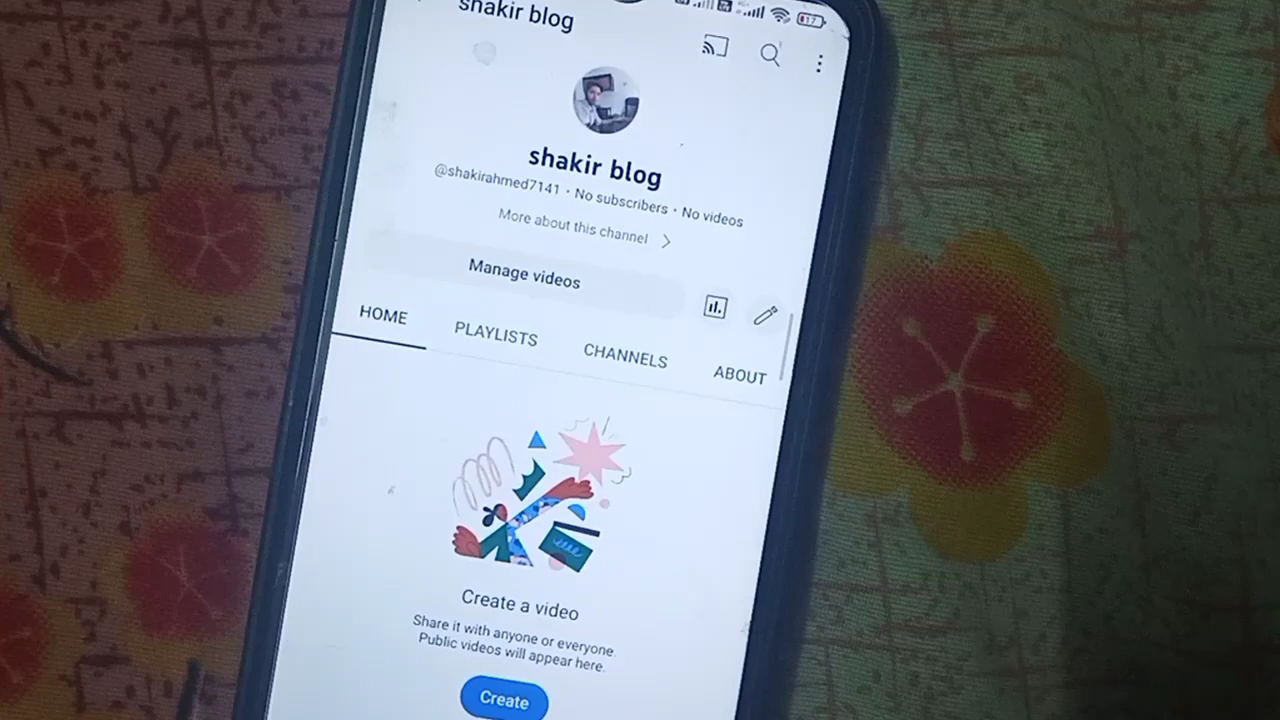 shakir blog
17
shakir blog
@shakirahmed7141 · No subscribers · No videos
More about this channel
Manage videos
HOME PLAYLISTS CHANNELS ABOUT
Create a video
Share it with anyone or everyone.
Public videos will appear here.
Create